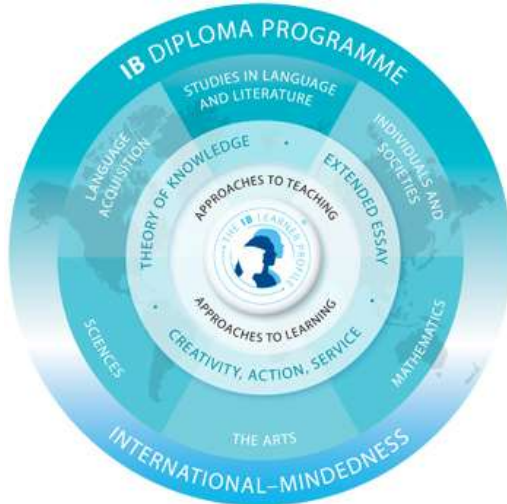 IB DIPLOMA PROGRAMME
STUDIES IN LANGUAGE
AND LITERATURE
LANGUAGE
ACQUISITION
INDIVIDUALS AND
SOCIETIES
THEORY OF KNOWLEDGE
EXTENDED ESSAY
APPROACHES TO TEACHING
THE IB LEARNER PROFILE
APPROACHES TO LEARNING
CREATIVITY, ACTION, SERVICE
SCIENCES
MATHEMATICS
THE ARTS
INTERNATIONAL–MINDEDNESS